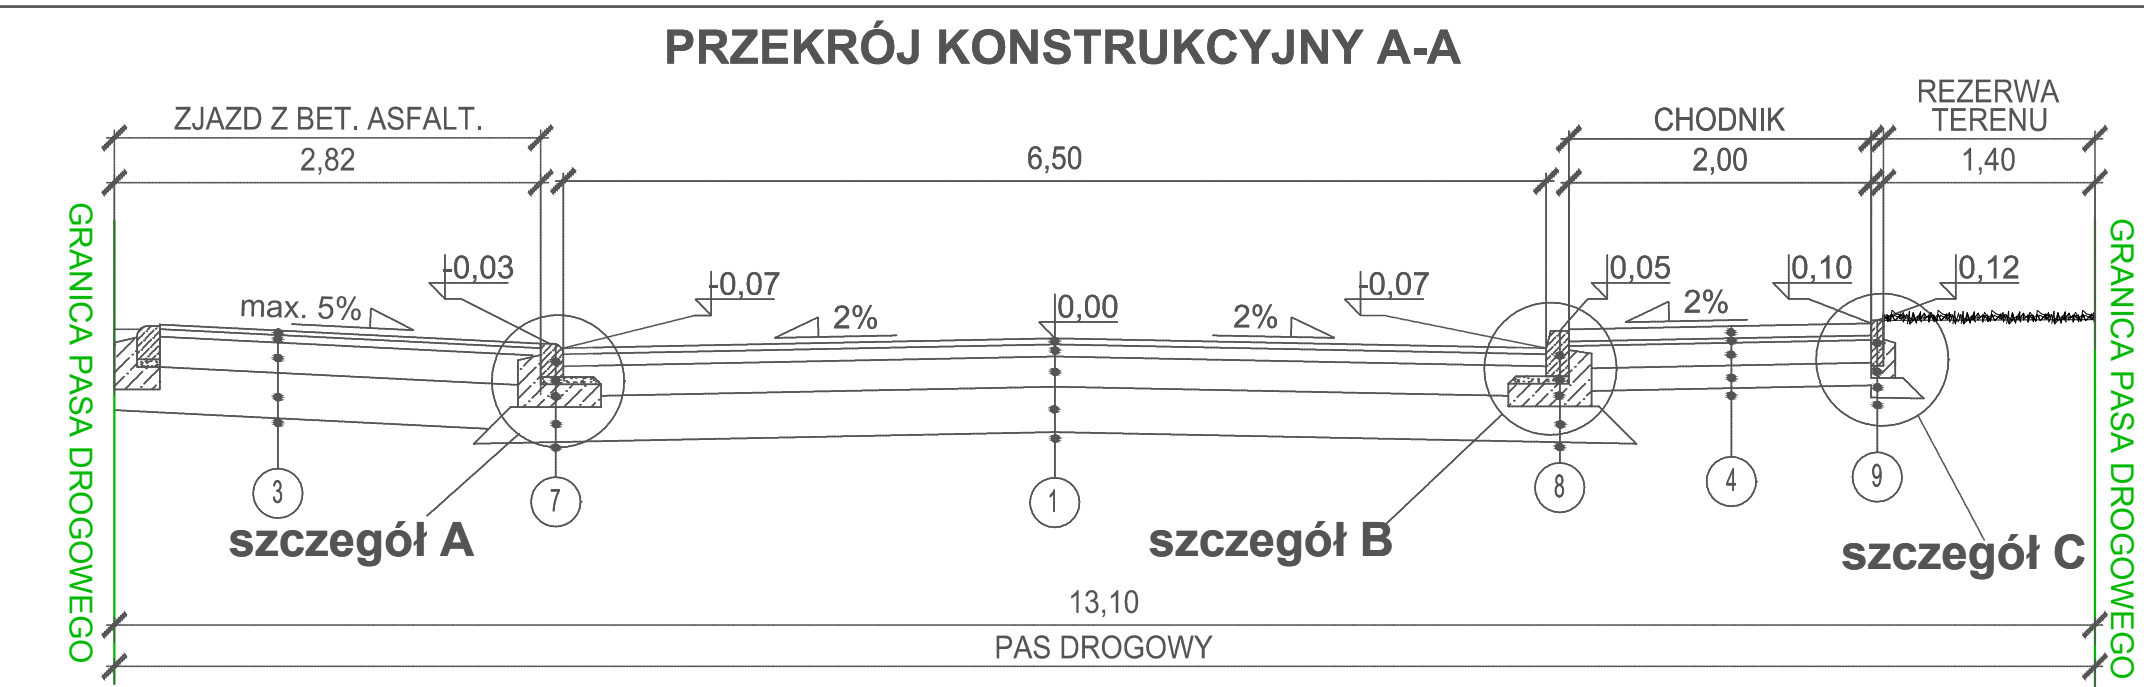 PRZEKRÓJ KONSTRUKCYJNY A-A
ZJAZD Z BET. ASFALT.
2,82
6,50
CHODNIK
2,00
REZERWA
TERENU
1,40
GRANICA PASA DROGOWEGO
GRANICA PASA DROGOWEGO
max. 5%
-0,03
-0,07
2%
0,00
2%
-0,07
0,05
2%
0,10
0,12
3
7
1
8
4
9
szczegół A
szczegół B
szczegół C
13,10
PAS DROGOWY